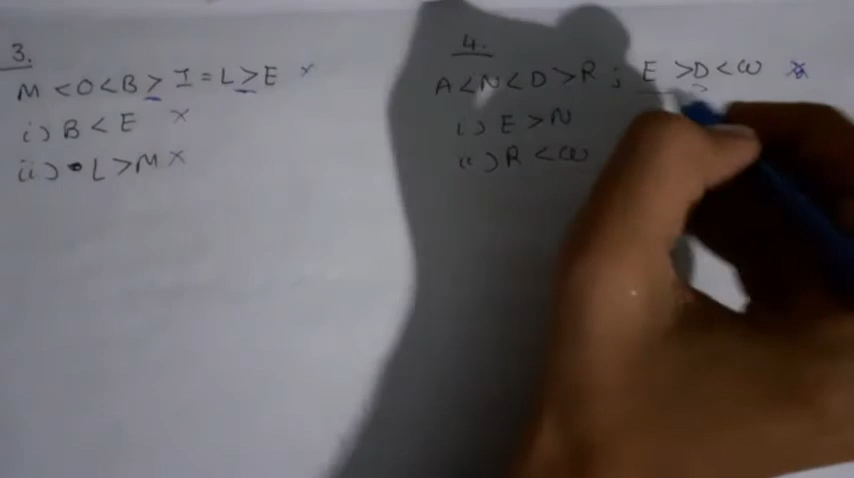 3.
M < O < B > I = L > E ×
i) B < E ×
ii) L > M ×
4.
A < N < D > R ; E > D < W
i) E > N
ii) R < W